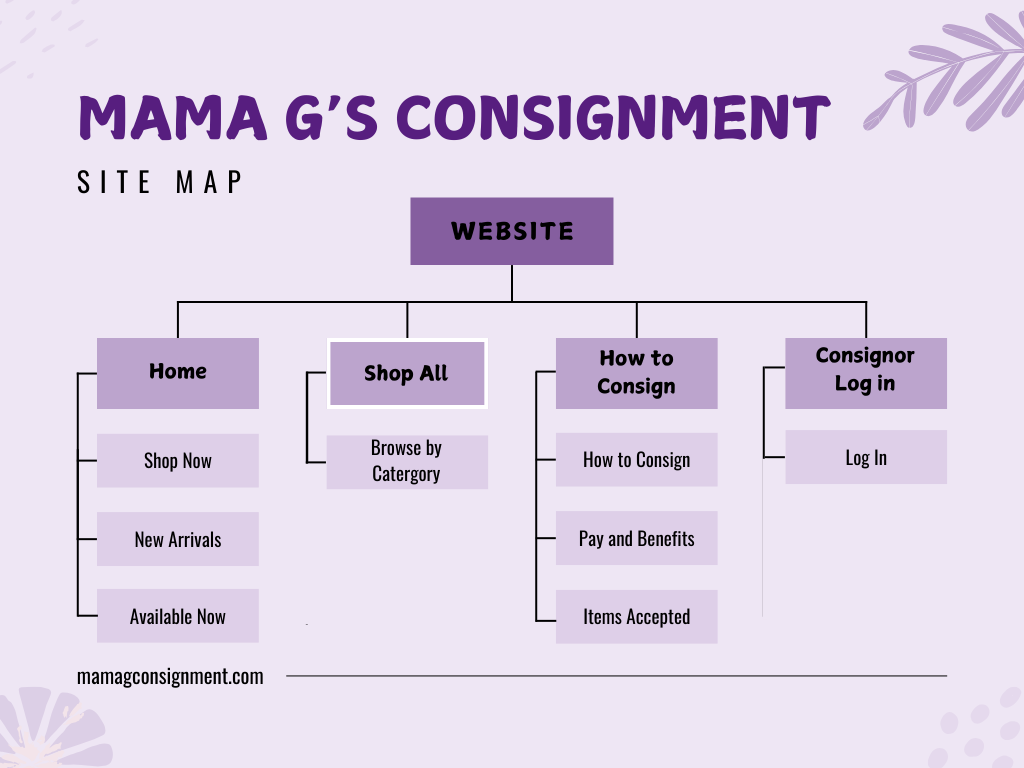 MAMA G'S CONSIGNMENT
SITE MAP
WEBSITE
Home
Shop Now
New Arrivals
Available Now
Shop All
Browse by
Catergory
How to
Consign
How to Consign
Pay and Benefits
Items Accepted
Consignor
Log in
Log In
mamagconsignment.com